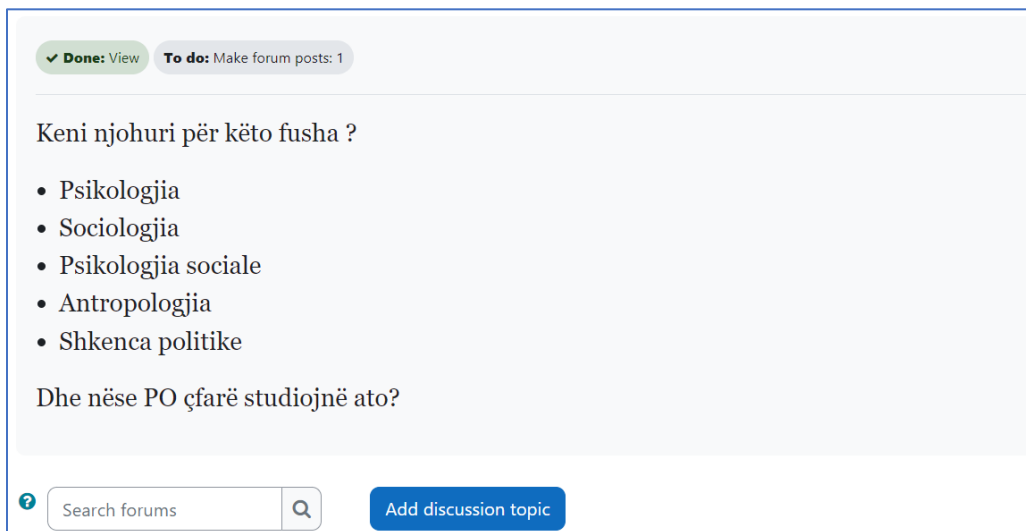 ✔ Done: View To do: Make forum posts: 1
Keni njohuri për këto fusha ?
• Psikologjia
• Sociologjia
• Psikologjia sociale
• Antropologjia
• Shkenca politike
Dhe nëse PO çfarë studiojnë ato?
? Search forums Add discussion topic